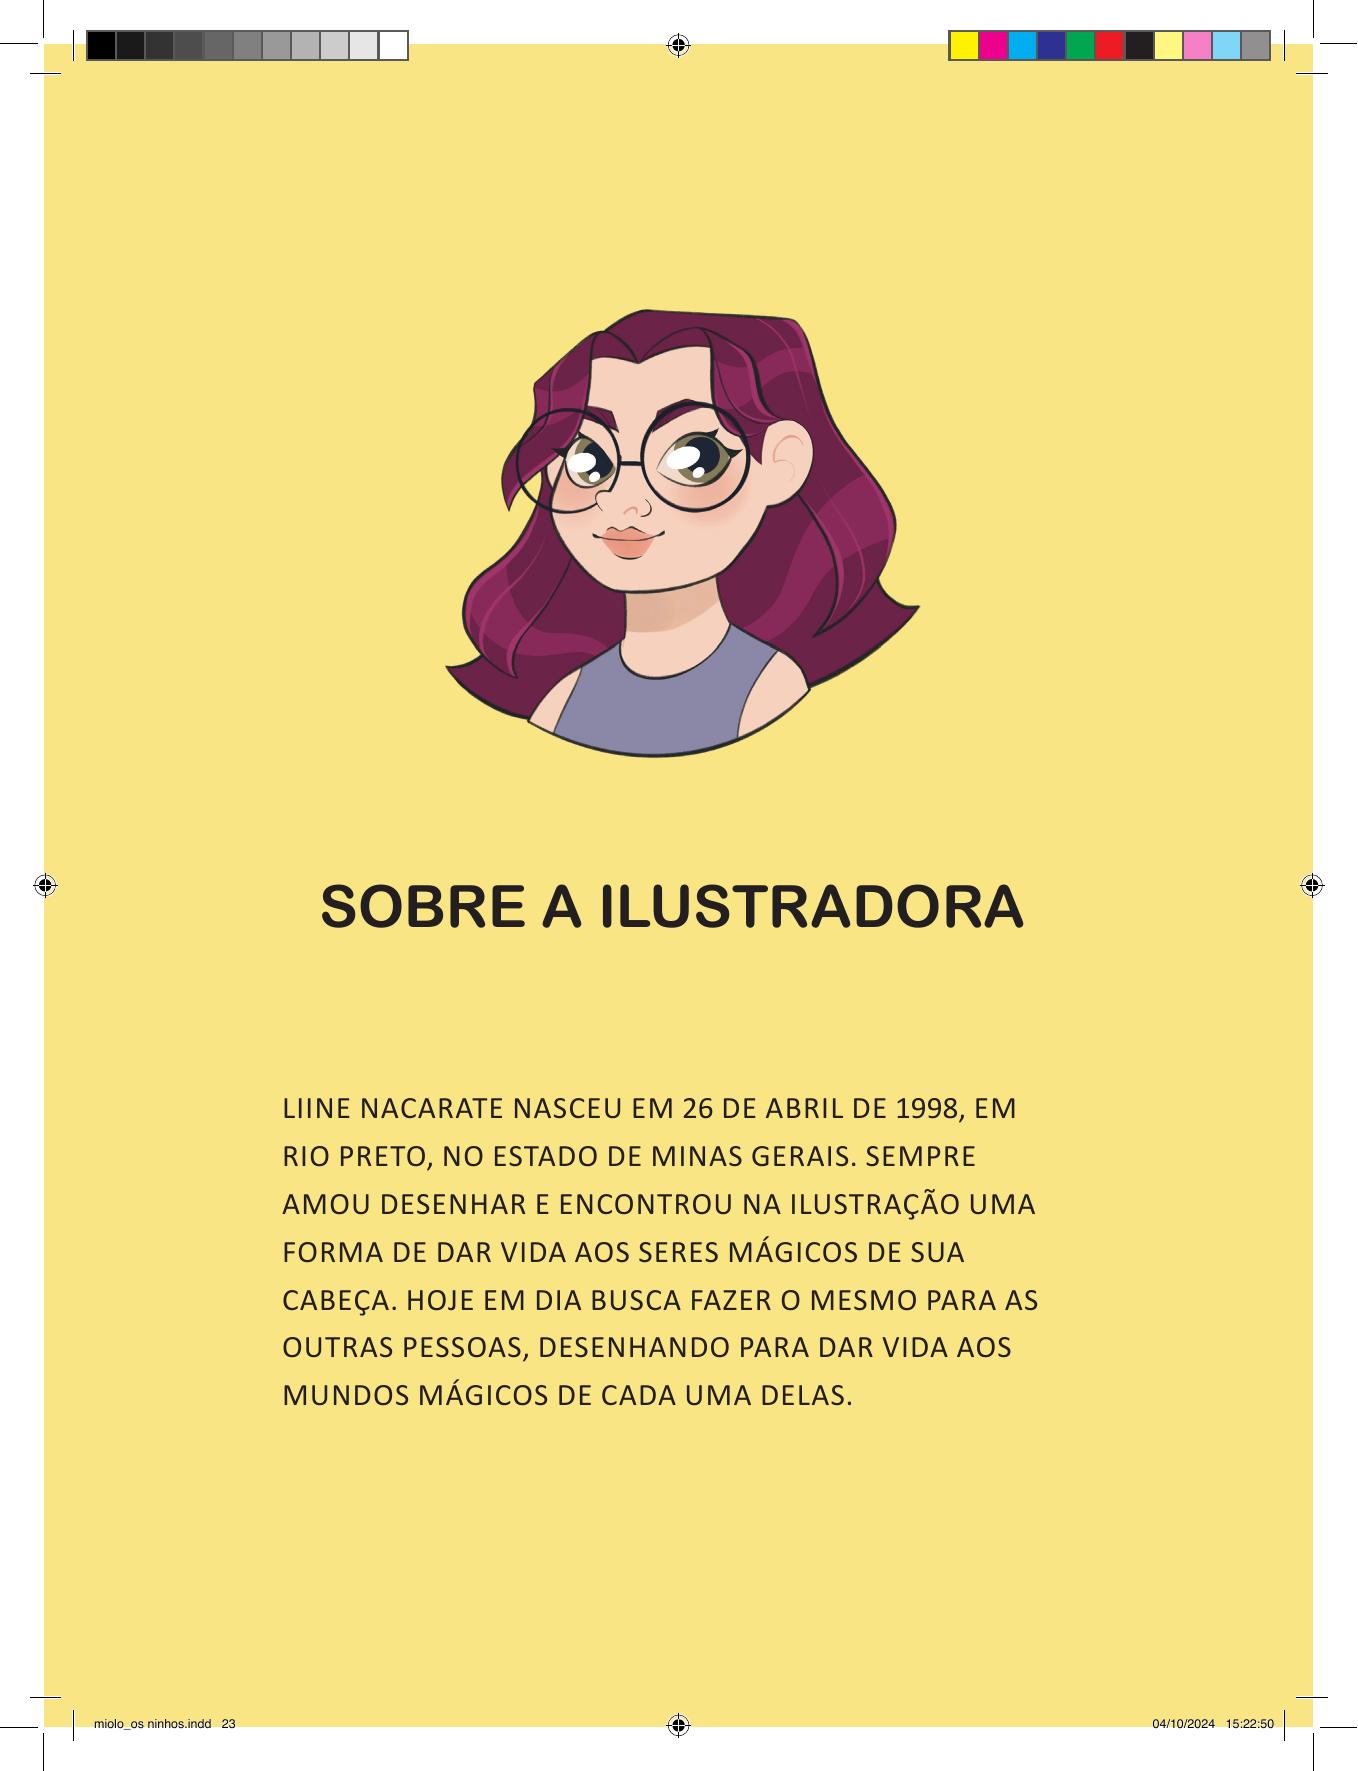 SOBRE A ILUSTRADORA
LIINE NACARATE NASCEU EM 26 DE ABRIL DE 1998, EM
RIO PRETO, NO ESTADO DE MINAS GERAIS. SEMPRE
AMOU DESENHAR E ENCONTROU NA ILUSTRAÇÃO UMA
FORMA DE DAR VIDA AOS SERES MÁGICOS DE SUA
CABEÇA. HOJE EM DIA BUSCA FAZER O MESMO PARA AS
OUTRAS PESSOAS, DESENHANDO PARA DAR VIDA AOS
MUNDOS MÁGICOS DE CADA UMA DELAS.
miolo_os ninhos.indd 23 04/10/2024 15:22:50